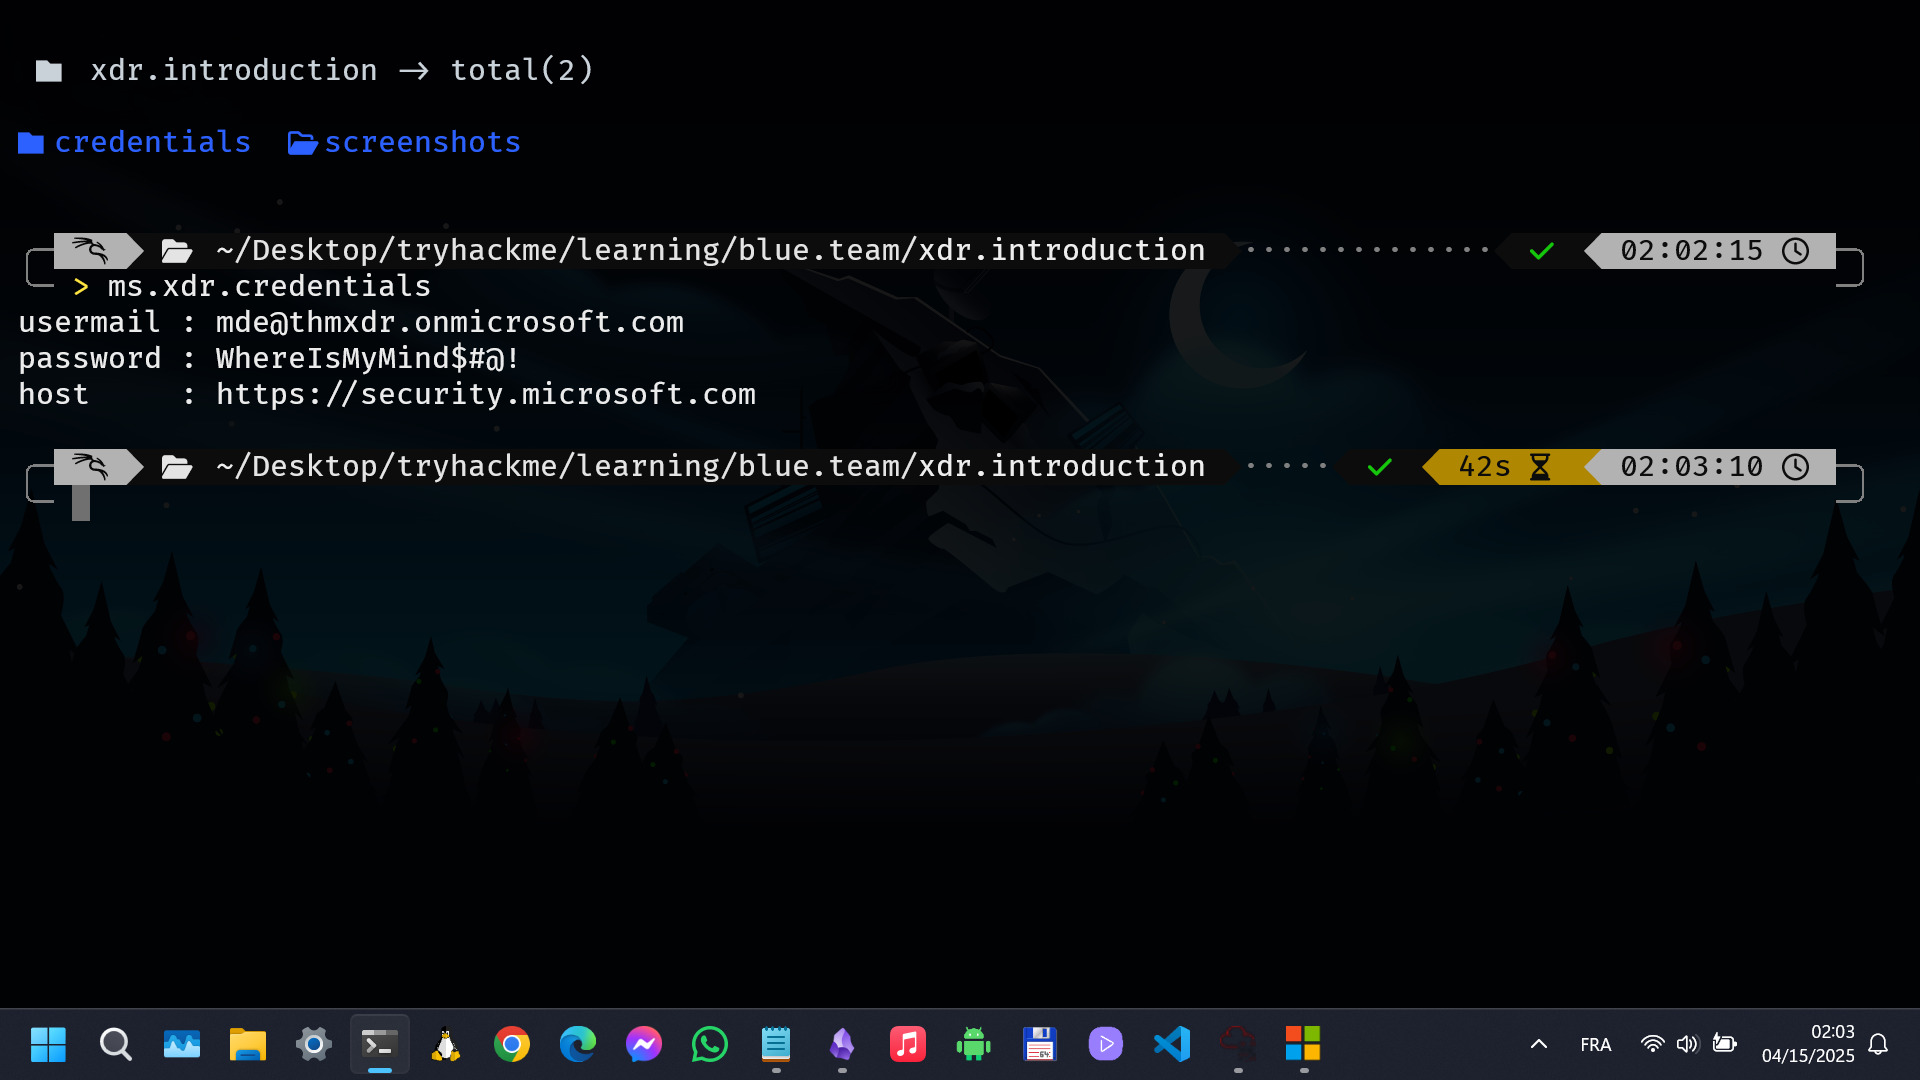 xdr.introduction → total(2)
credentials screenshots
~/Desktop/tryhackme/learning/blue.team/xdr.introduction 02:02:15
> ms.xdr.credentials
usermail : mde@thmxdr.onmicrosoft.com
password : WhereIsMyMind$#@!
host : https://security.microsoft.com
~/Desktop/tryhackme/learning/blue.team/xdr.introduction 42s 02:03:10
64:
FRA
02:03
04/15/2025